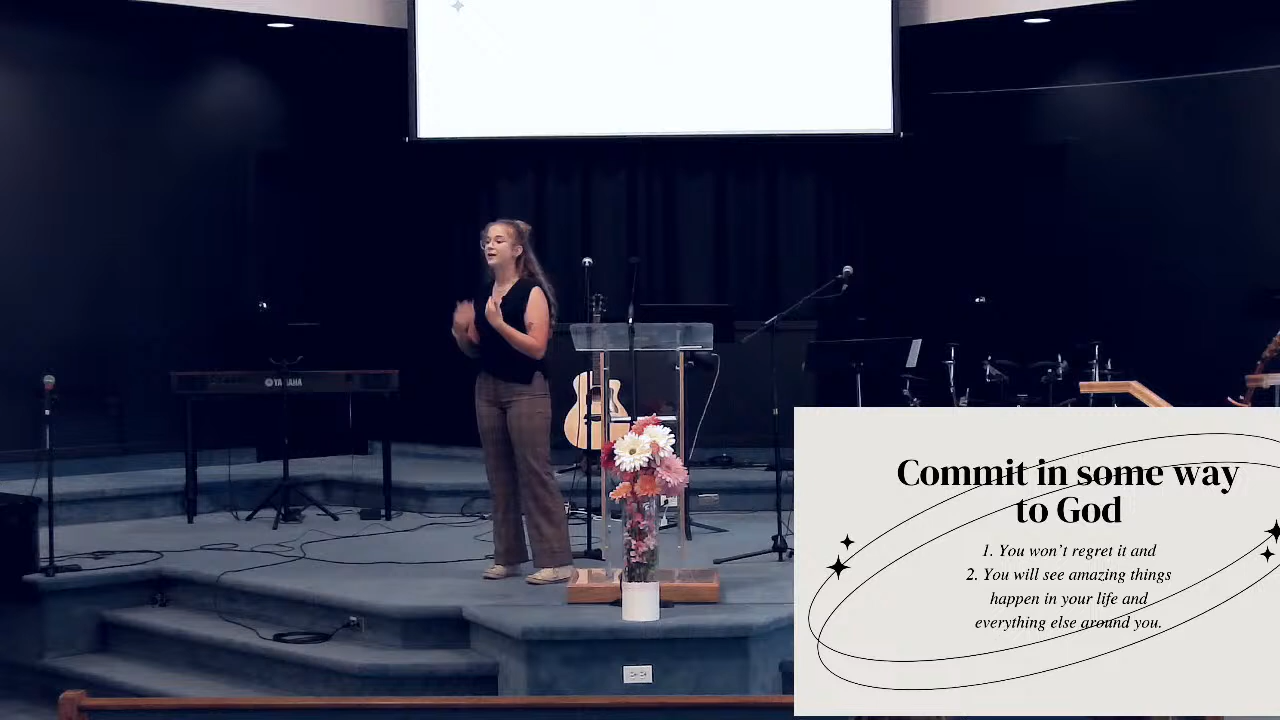 YAMAHA
Commit in some way
to God
1. You won't regret it and
2. You will see amazing things
happen in your life and
everything else around you.